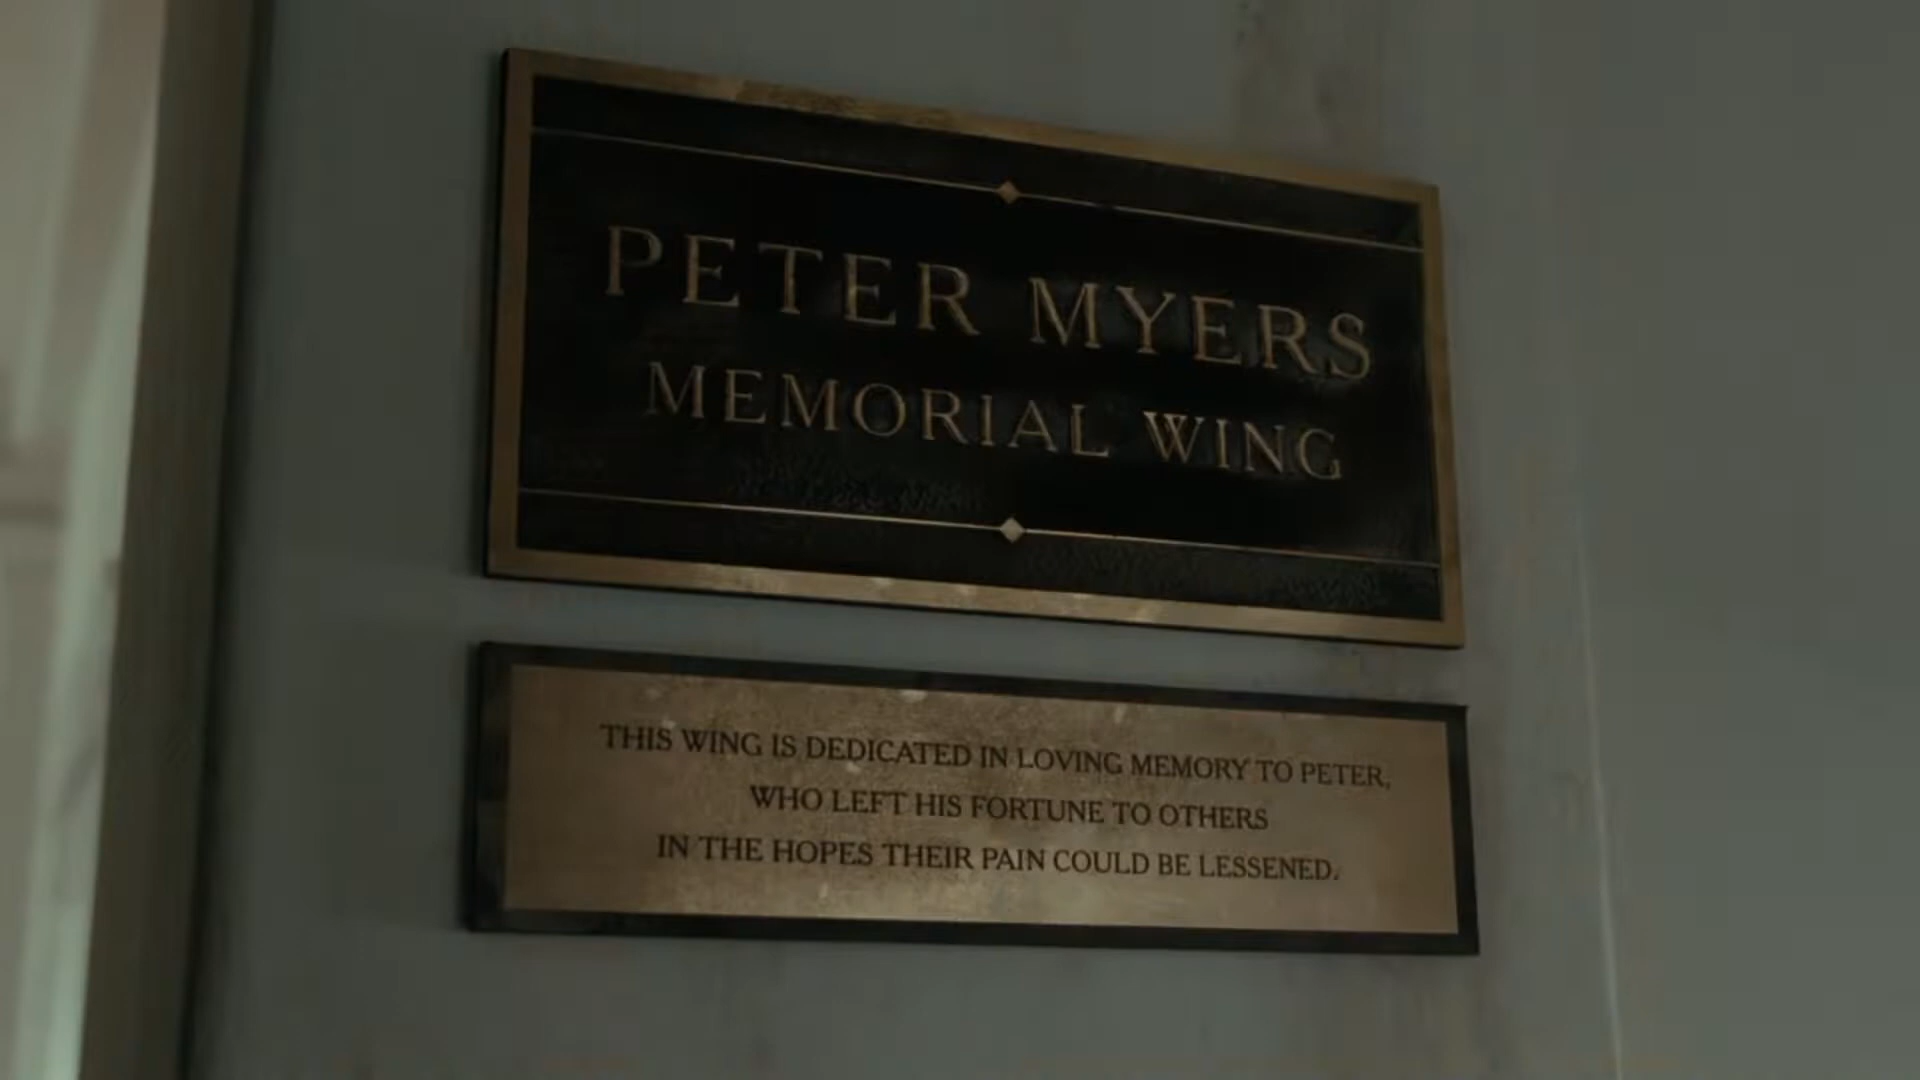 PETER MYERS
MEMORIAL WING
THIS WING IS DEDICATED IN LOVING MEMORY TO PETER,
WHO LEFT HIS FORTUNE TO OTHERS
IN THE HOPES THEIR PAIN COULD BE LESSENED.